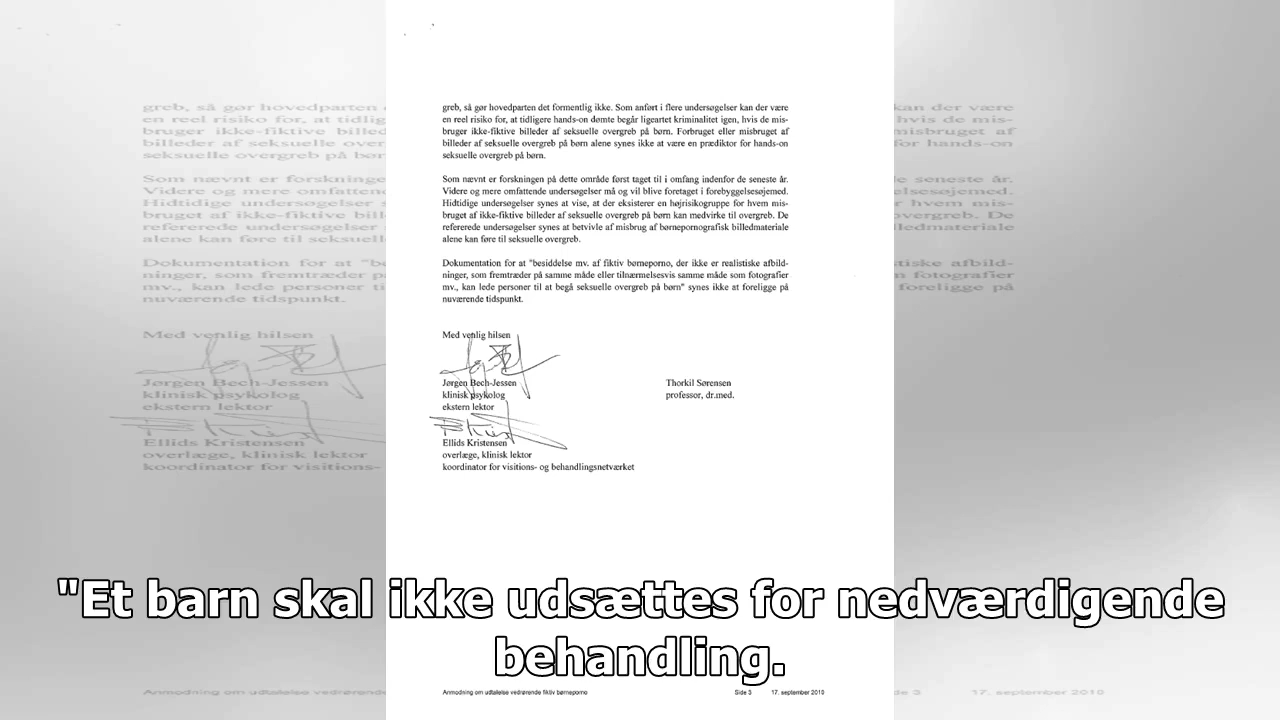 greb, så gør hovedparten det formentlig ikke. Som anført i flere undersøgelser kan der være
en reel risiko for, at tidligere hands-on dømte begår ligeartet kriminalitet igen, hvis de mis-
bruger ikke-fiktive billeder af seksuelle overgreb på børn. Forbruget eller misbruget af
billeder af seksuelle overgreb på børn alene synes ikke at være en prædiktor for hands-on
seksuelle overgreb på børn.
Som nævnt er forskningen på dette område først taget til i omfang indenfor de seneste år.
Videre og mere omfattende undersøgelser må og vil blive foretaget i forebyggelsesøjemed.
Hidtidige undersøgelser synes at vise, at der eksisterer en højrisikogruppe for hvem mis-
bruget af ikke-fiktive billeder af seksuelle overgreb på børn kan medvirke til overgreb. De
refererede undersøgelser synes at betvivle af misbrug af børnepornografisk billedmateriale
alene kan føre til seksuelle overgreb.
Dokumentation for at "besiddelse mv. af fiktiv børneporno, der ikke er realistiske afbild-
ninger, som fremtræder på samme måde eller tilnærmelsesvis samme måde som fotografier
mv., kan lede personer til at begå seksuelle overgreb på børn" synes ikke at foreligge på
nuværende tidspunkt.
Med venlig hilsen
Jørgen Bech-Jessen
klinisk psykolog
ekstern lektor
Thorkil Sørensen
professor, dr.med.
Ellids Kristensen
overlæge, klinisk lektor
koordinator for visitions- og behandlingsnetværket
"Et barn skal ikke udsættes for nedværdigende
behandling.
Anmodning om udtalelse vedrørende fiktiv børneporno Side 3 17. september 2010